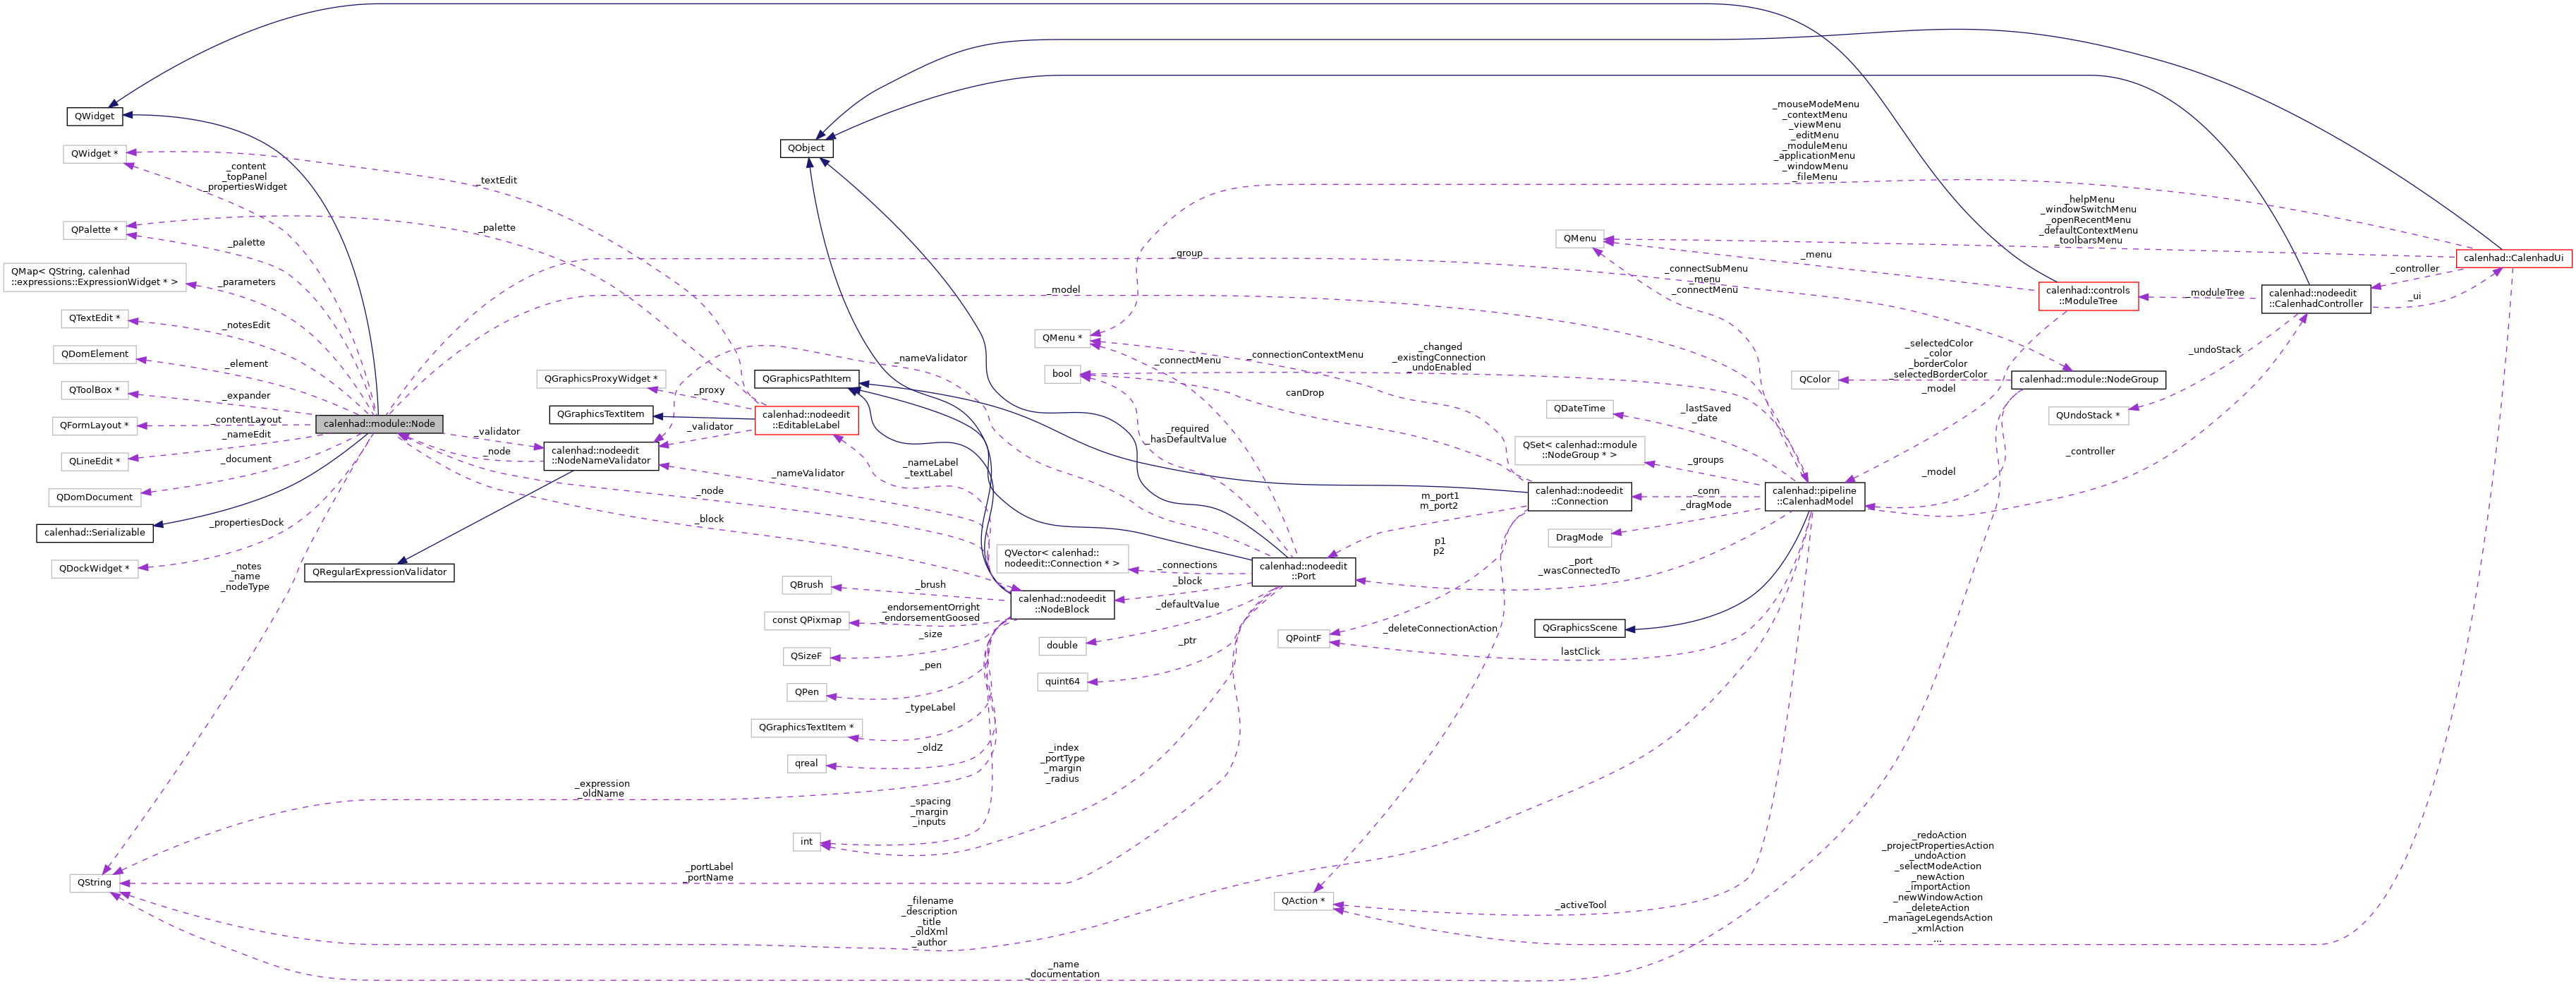 _mouseModeMenu
_contextMenu
_viewMenu
_editMenu
_moduleMenu
_applicationMenu
_windowMenu
_fileMenu
QWidget
QObject
QWidget *
_content
_topPanel
_propertiesWidget
_textEdit
_helpMenu
_windowSwitchMenu
_openRecentMenu
_defaultContextMenu
_toolbarsMenu
QPalette *
_palette
_palette
QMenu
_menu
calenhad::CalenhadUi
_group
_connectSubMenu
_menu
_connectMenu
_controller
QMap< QString, calenhad
::expressions::ExpressionWidget * >
_parameters
_model
calenhad::controls
::ModuleTree
_moduleTree
calenhad::nodeedit
::CalenhadController
_ui
QTextEdit *
_notesEdit
QMenu *
QDomElement
_element
_nameValidator
_connectMenu
_connectionContextMenu
_changed
_existingConnection
_undoEnabled
_selectedColor
_color
_borderColor
_selectedBorderColor
_undoStack
bool
QGraphicsProxyWidget *
_proxy
QGraphicsPathItem
canDrop
QColor
_model
calenhad::module::NodeGroup
QToolBox *
_expander
QGraphicsTextItem
calenhad::nodeedit
::EditableLabel
QDateTime
_lastSaved
_date
QUndoStack *
QFormLayout *
_contentLayout
calenhad::module::Node
_validator
_validator
_required
_hasDefaultValue
QLineEdit *
_nameEdit
_node
calenhad::nodeedit
::NodeNameValidator
QSet< calenhad::module
::NodeGroup * >
_groups
_controller
_document
_nameLabel
_textLabel
_nameValidator
_model
QDomDocument
_node
m_port1
m_port2
calenhad::nodeedit
::Connection
_conn
_dragMode
calenhad::pipeline
::CalenhadModel
calenhad::Serializable
_propertiesDock
_block
DragMode
p1
p2
QDockWidget *
_notes
_name
_nodeType
QRegularExpressionValidator
QVector< calenhad::
nodeedit::Connection * >
_connections
calenhad::nodeedit
::Port
_port
_wasConnectedTo
QBrush
_brush
_block
calenhad::nodeedit
::NodeBlock
_defaultValue
const QPixmap
_endorsementOrright
_endorsementGoosed
QSizeF
_size
double
_ptr
QPointF
_deleteConnectionAction
QGraphicsScene
lastClick
QPen
_pen
quint64
QGraphicsTextItem *
_typeLabel
qreal
_oldZ
_index
_portType
_margin
_radius
_expression
_oldName
_spacing
_margin
_inputs
int
_redoAction
_projectPropertiesAction
_undoAction
_selectModeAction
_newAction
_importAction
_newWindowAction
_deleteAction
_manageLegendsAction
_xmlAction
...
QString
_portLabel
_portName
_filename
_description
_title
_oldXml
_author
QAction *
_activeTool
_name
_documentation